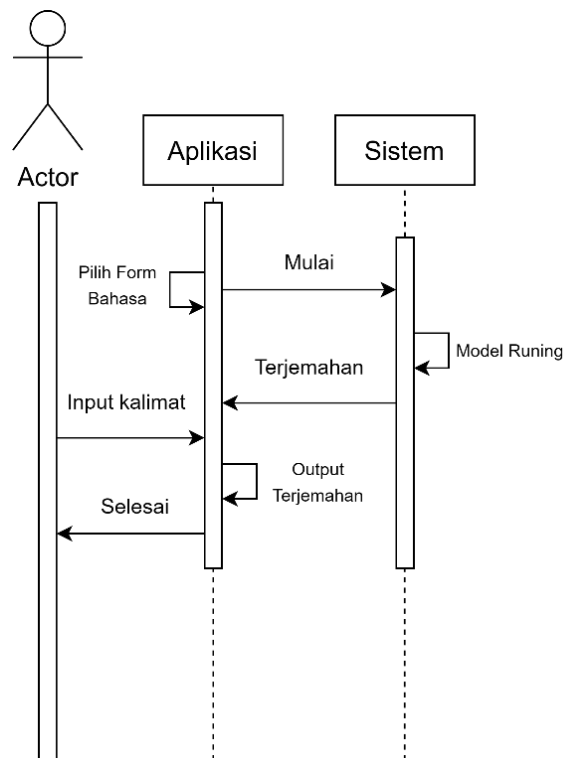 Actor
Aplikasi
Sistem
Pilih Form
Bahasa
Mulai
Model Runing
Terjemahan
Input kalimat
Output
Terjemahan
Selesai